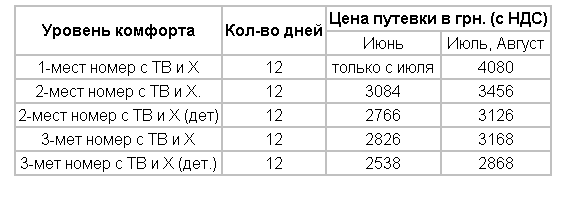 Уровень комфорта Кол-во дней Цена путевки в грн. (с НДС)
Июнь Июль, Август
1-мест номер с ТВ и Х 12 только с июля 4080
2-мест номер с ТВ и Х. 12 3084 3456
2-мест номер с ТВ и Х (дет) 12 2766 3126
3-мет номер с ТВ и Х 12 2826 3168
3-мет номер с ТВ и Х (дет.) 12 2538 2868